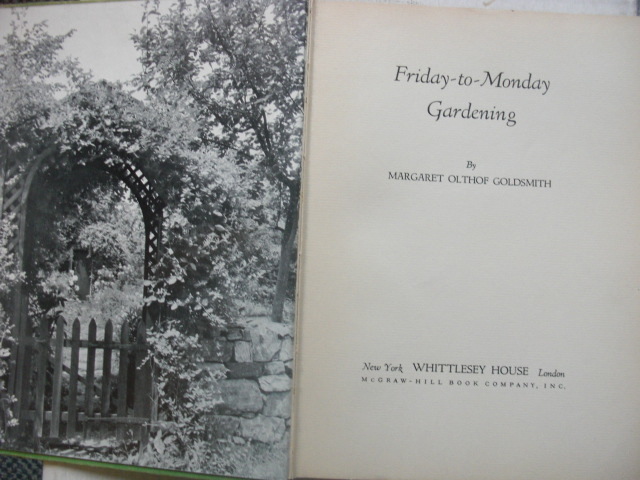 Friday-to-Monday
Gardening
By
MARGARET OLTHOF GOLDSMITH
New York WHITTLESEY HOUSE London
MCGRAW-HILL BOOK COMPANY, INC.